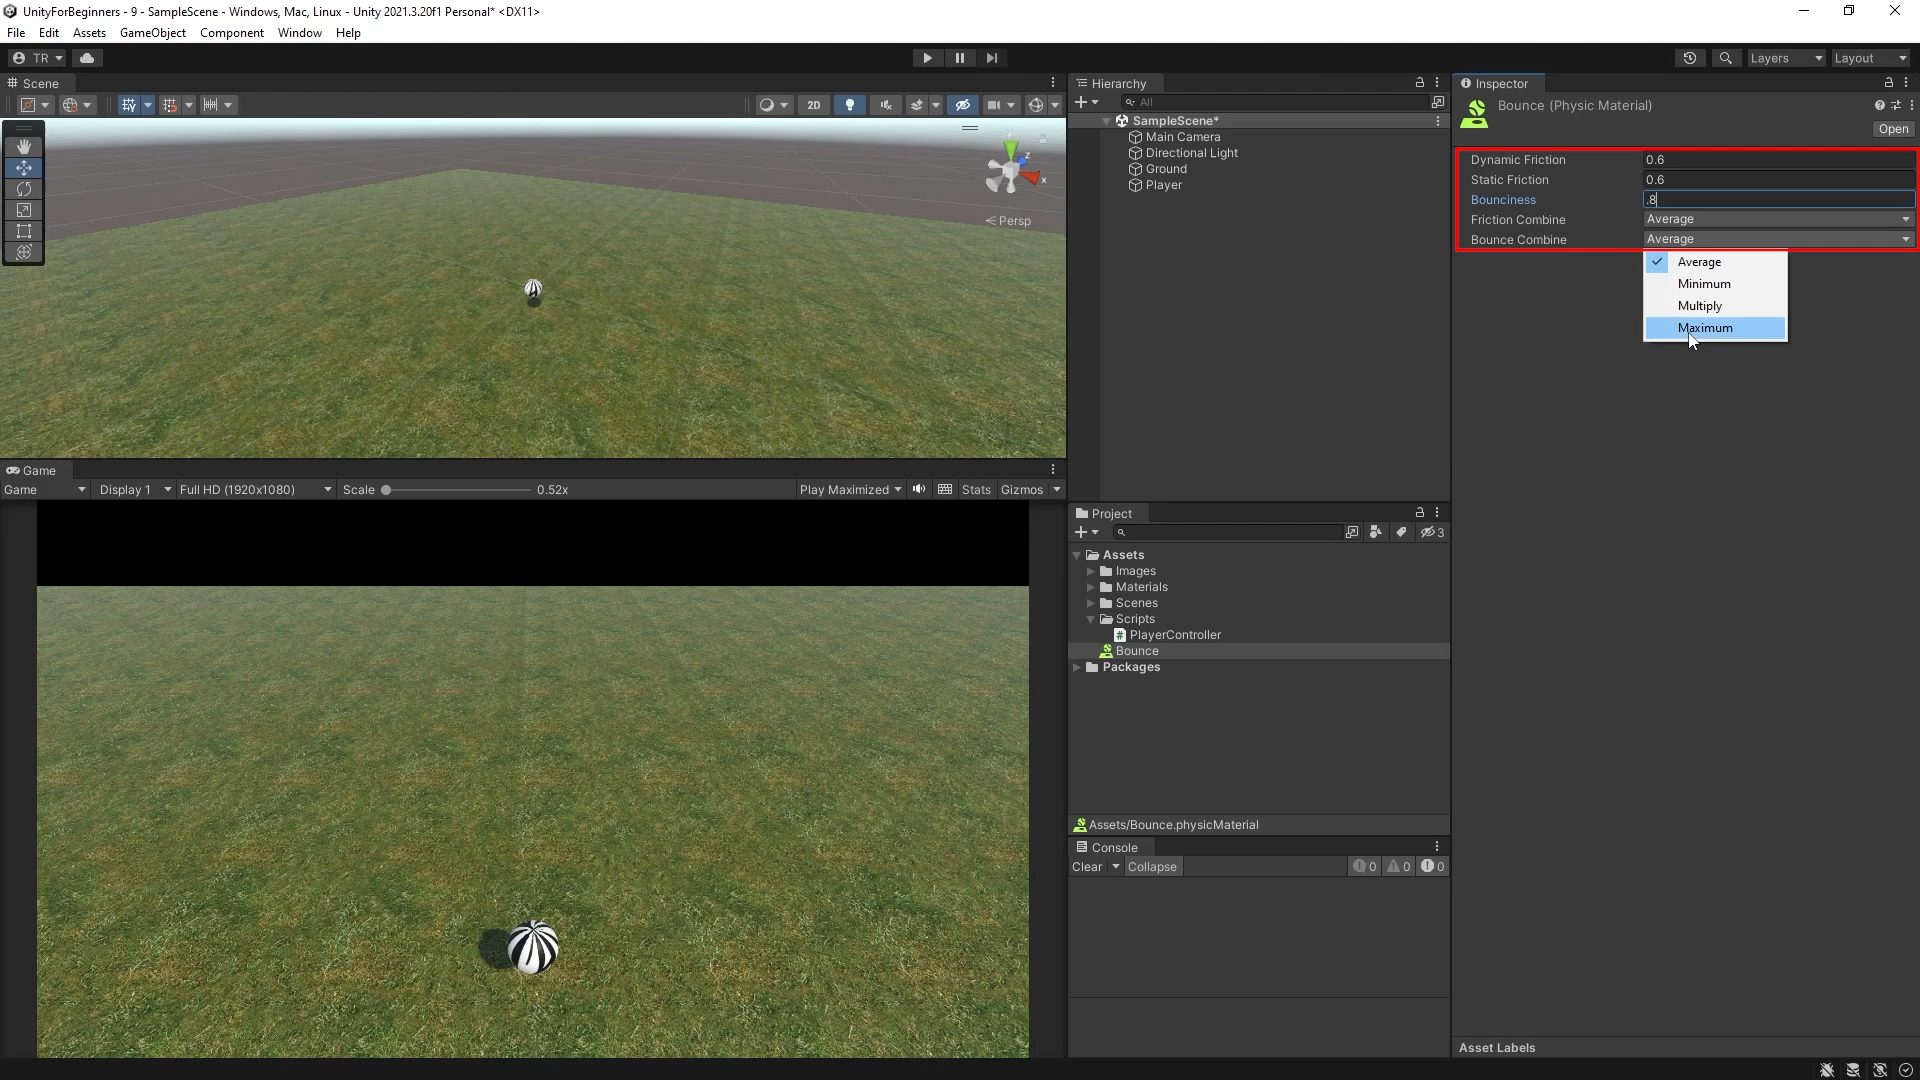 UnityForBeginners - 9 - SampleScene - Windows, Mac, Linux - Unity 2021.3.20f1 Personal* <DX11>
File Edit Assets GameObject Component Window Help
TR Layers Layout
Scene
2D
y
z
x
Persp
Game
Game Display 1 Full HD (1920x1080) Scale 0.52x Play Maximized Stats Gizmos
Hierarchy
All
SampleScene*
Main Camera
Directional Light
Ground
Player
Project
3
Assets
Images
Materials
Scenes
Scripts
# PlayerController
Bounce
Packages
Assets/Bounce.physicMaterial
Console
Clear Collapse 0 0 0
Inspector
Bounce (Physic Material)
Open
Dynamic Friction 0.6
Static Friction 0.6
Bounciness .8
Friction Combine Average
Bounce Combine Average
Average
Minimum
Multiply
Maximum
Asset Labels